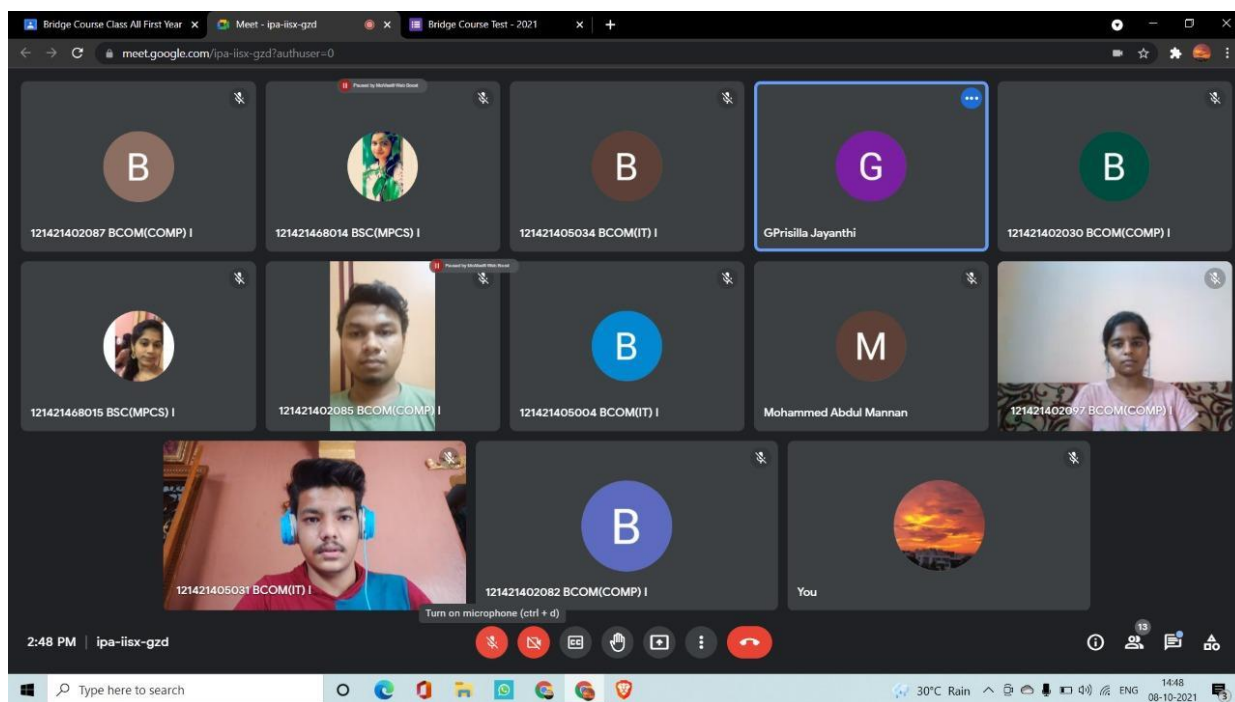 Bridge Course Class All First Year
Meet - ipa-iisx-gzd
Bridge Course Test - 2021
meet.google.com/ipa-iisx-gzd?authuser=0
B
121421402087 BCOM(COMP) I
121421468014 BSC(MPCS) I
B
121421405034 BCOM(IT) I
G
GPrisilla Jayanthi
B
121421402030 BCOM(COMP) I
121421468015 BSC(MPCS) I
121421402085 BCOM(COMP) I
B
121421405004 BCOM(IT) I
M
Mohammed Abdul Mannan
121421402097 BCOM(COMP) I
121421405031 BCOM(IT) I
B
121421402082 BCOM(COMP) I
You
Turn on microphone (ctrl + d)
2:48 PM | ipa-iisx-gzd
CC
13
Type here to search
30°C Rain
ENG
14:48
08-10-2021
3